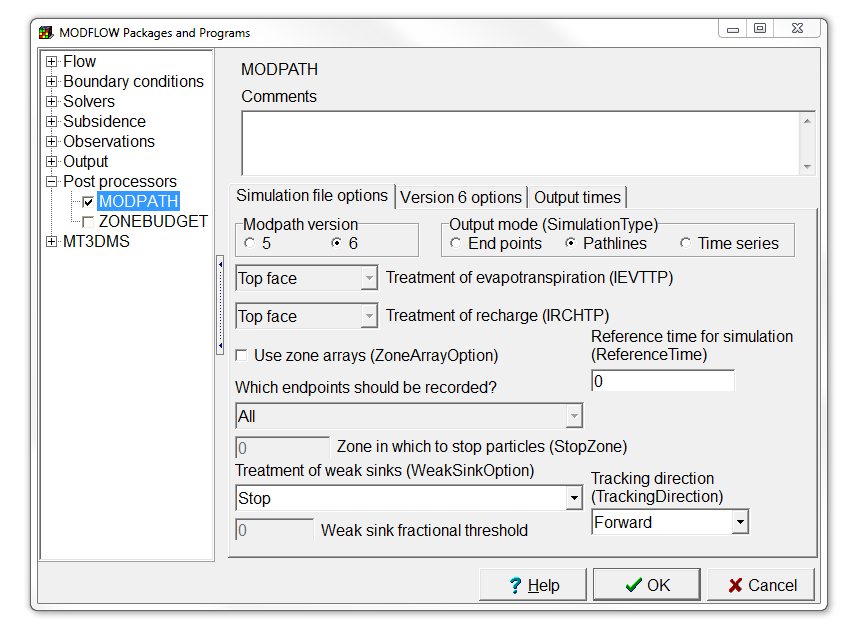 MODFLOW Packages and Programs
Flow
Boundary conditions
Solvers
Subsidence
Observations
Output
Post processors
MODPATH
ZONEBUDGET
MT3DMS
MODPATH
Comments
Simulation file options
Version 6 options
Output times
Modpath version
5
6
Output mode (SimulationType)
End points
Pathlines
Time series
Top face
Treatment of evapotranspiration (IEVTTP)
Top face
Treatment of recharge (IRCHTP)
Reference time for simulation
(ReferenceTime)
0
Use zone arrays (ZoneArrayOption)
Which endpoints should be recorded?
All
0
Zone in which to stop particles (StopZone)
Treatment of weak sinks (WeakSinkOption)
Stop
Tracking direction
(TrackingDirection)
Forward
0
Weak sink fractional threshold
Help
OK
Cancel